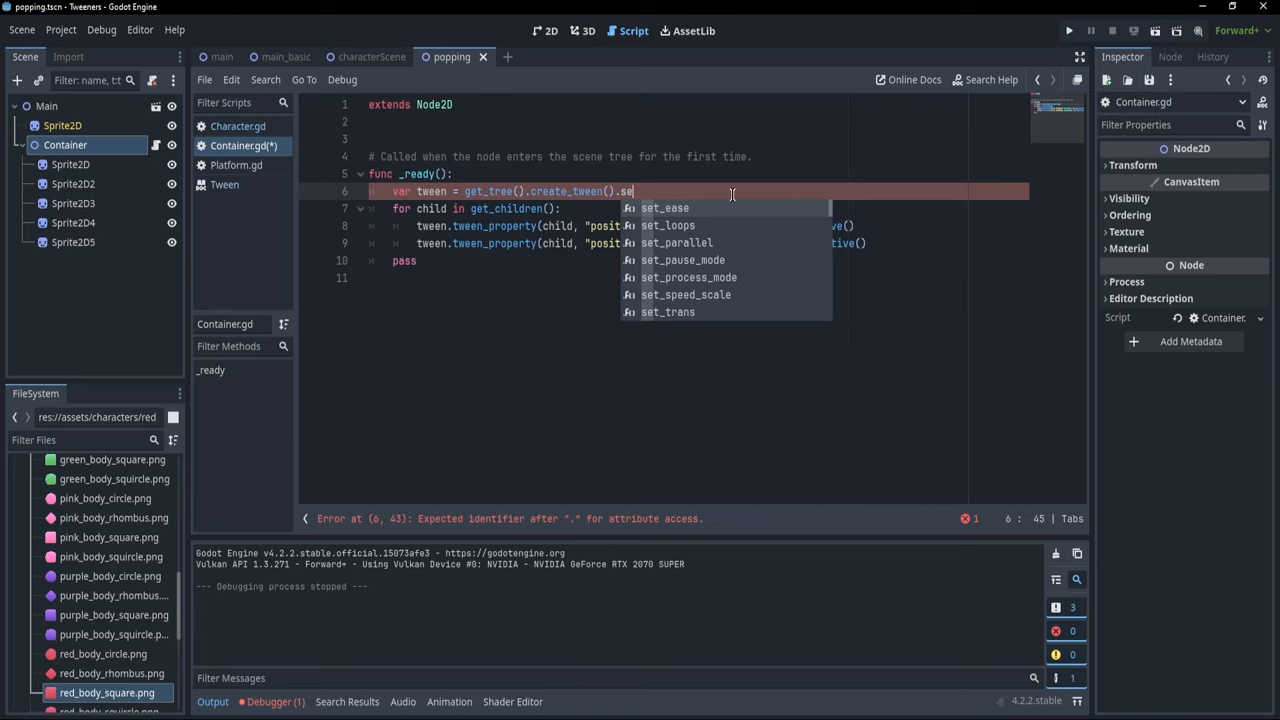 popping.tscn - Tweeners - Godot Engine
Scene Project Debug Editor Help
2D 3D Script AssetLib
Forward+
Scene Import
Filter: name, t:t
Main
Sprite2D
Container
Sprite2D
Sprite2D2
Sprite2D3
Sprite2D4
Sprite2D5
FileSystem
res://assets/characters/red
Filter Files
green_body_square.png
green_body_squircle.png
pink_body_circle.png
pink_body_rhombus.png
pink_body_square.png
pink_body_squircle.png
purple_body_circle.png
purple_body_rhombus....
purple_body_square.png
purple_body_squircle.p...
red_body_circle.png
red_body_rhombus.png
red_body_square.png
main main_basic characterScene popping
File Edit Search Go To Debug
Online Docs Search Help
Filter Scripts
Character.gd
Container.gd(*)
Platform.gd
Tween
Container.gd
Filter Methods
_ready
1 extends Node2D
2
3
4 # Called when the node enters the scene tree for the first time.
5 func _ready():
6 var tween = get_tree().create_tween().se
7 for child in get_children():
8 tween.tween_property(child, "posit ve()
9 tween.tween_property(child, "posit tive()
10 pass
11
set_ease
set_loops
set_parallel
set_pause_mode
set_process_mode
set_speed_scale
set_trans
Error at (6, 43): Expected identifier after "." for attribute access.
1 6 : 45 | Tabs
Godot Engine v4.2.2.stable.official.15073afe3 - https://godotengine.org
Vulkan API 1.3.271 - Forward+ - Using Vulkan Device #0: NVIDIA - NVIDIA GeForce RTX 2070 SUPER
--- Debugging process stopped ---
3
0
0
1
Filter Messages
Output Debugger (1) Search Results Audio Animation Shader Editor
4.2.2.stable
Inspector Node History
Container.gd
Filter Properties
Node2D
Transform
CanvasItem
Visibility
Ordering
Texture
Material
Node
Process
Editor Description
Script Container.
Add Metadata